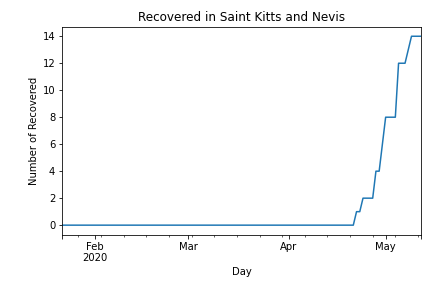 Recovered in Saint Kitts and Nevis
Number of Recovered
14
12
10
8
6
4
2
0
Feb
2020
Mar
Apr
May
Day